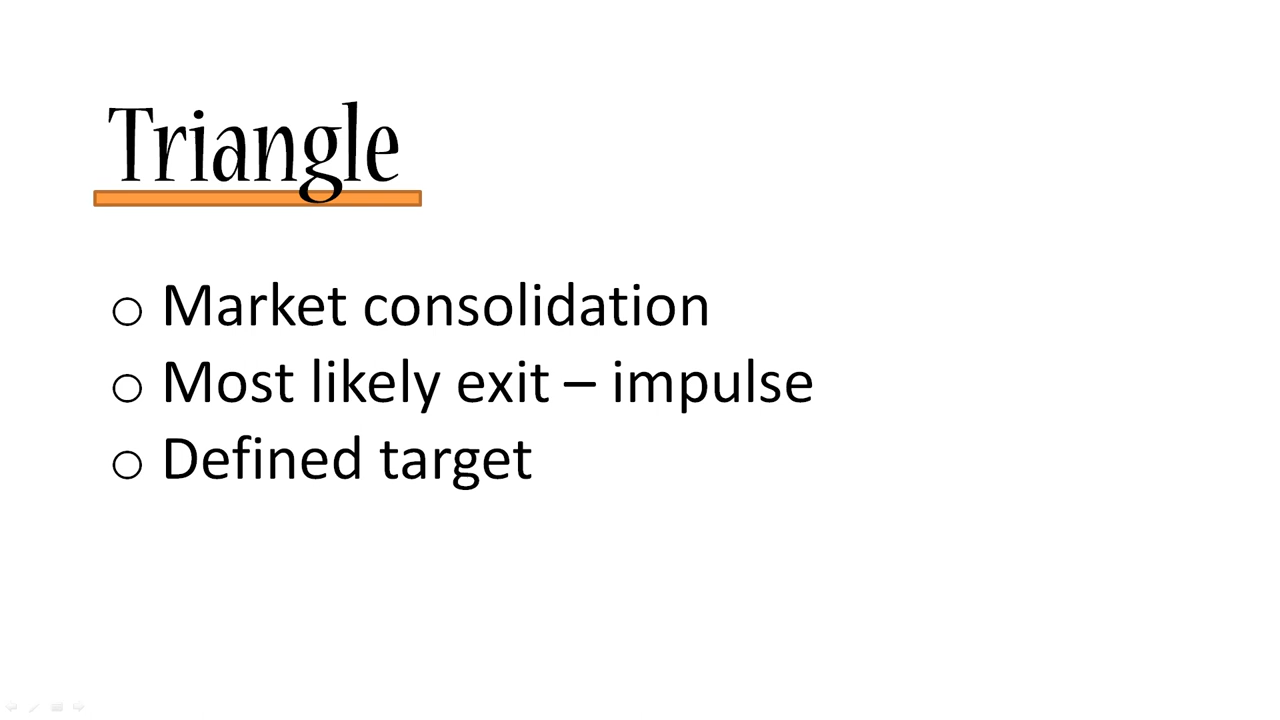 Triangle
o Market consolidation
o Most likely exit – impulse
o Defined target